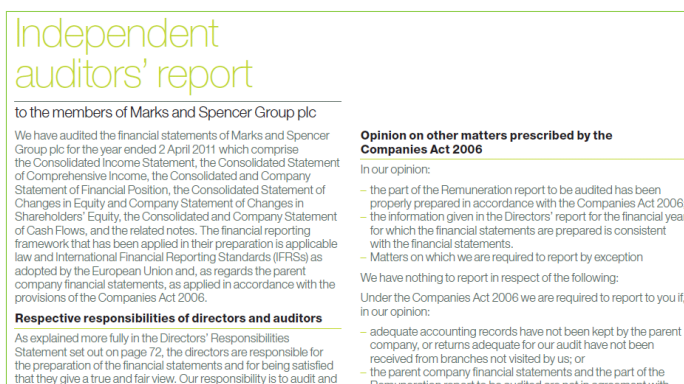 Independent
auditors’ report
to the members of Marks and Spencer Group plc
We have audited the financial statements of Marks and Spencer
Group plc for the year ended 2 April 2011 which comprise
the Consolidated Income Statement, the Consolidated Statement
of Comprehensive Income, the Consolidated and Company
Statement of Financial Position, the Consolidated Statement of
Changes in Equity and Company Statement of Changes in
Shareholders’ Equity, the Consolidated and Company Statement
of Cash Flows, and the related notes. The financial reporting
framework that has been applied in their preparation is applicable
law and International Financial Reporting Standards (IFRSs) as
adopted by the European Union and, as regards the parent
company financial statements, as applied in accordance with the
provisions of the Companies Act 2006.
Respective responsibilities of directors and auditors
As explained more fully in the Directors’ Responsibilities
Statement set out on page 72, the directors are responsible for
the preparation of the financial statements and for being satisfied
that they give a true and fair view. Our responsibility is to audit and
Opinion on other matters prescribed by the
Companies Act 2006
In our opinion:
– the part of the Remuneration report to be audited has been
properly prepared in accordance with the Companies Act 2006
– the information given in the Directors’ report for the financial year
for which the financial statements are prepared is consistent
with the financial statements.
– Matters on which we are required to report by exception
We have nothing to report in respect of the following:
Under the Companies Act 2006 we are required to report to you if,
in our opinion:
– adequate accounting records have not been kept by the parent
company, or returns adequate for our audit have not been
received from branches not visited by us; or
– the parent company financial statements and the part of the
Remuneration report to be audited are not in agreement with